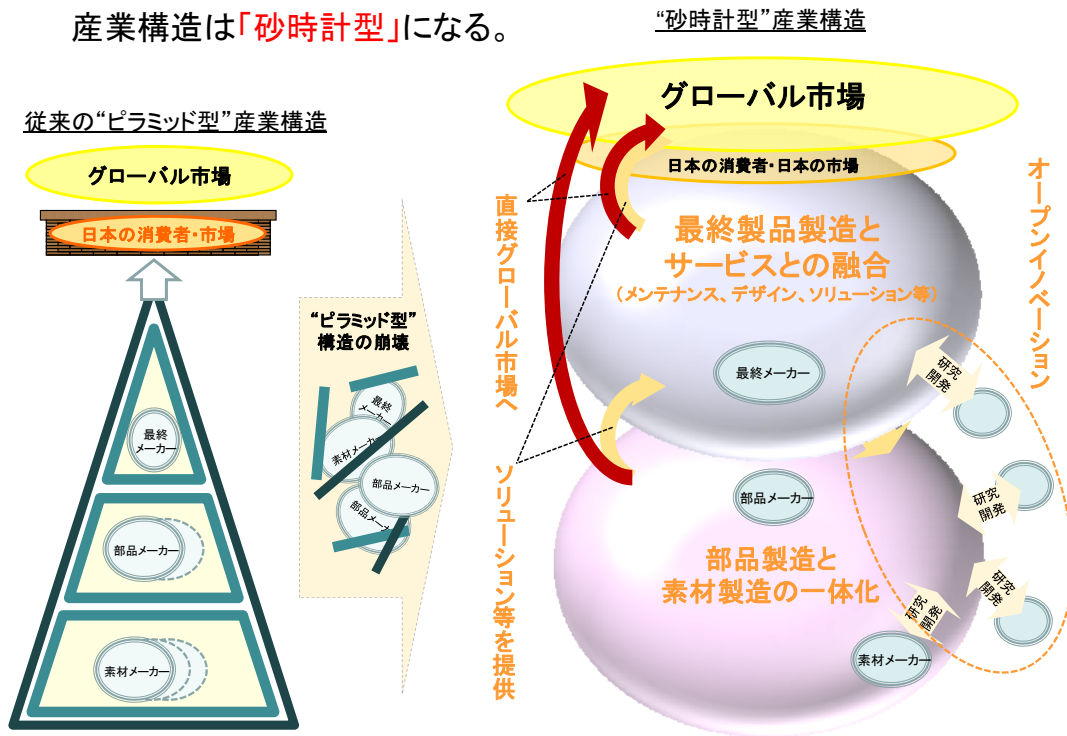 産業構造は「砂時計型」になる。
従来の“ピラミッド型”産業構造
グローバル市場
日本の消費者・市場
最終
メーカー
部品メーカー
素材メーカー
“ピラミッド型”
構造の崩壊
最終
メーカー
素材メーカー
部品メーカー
部品メーカー
“砂時計型”産業構造
グローバル市場
日本の消費者・日本の市場
直接グローバル市場へ
ソリューション等を提供
最終製品製造と
サービスとの融合
（メンテナンス、デザイン、ソリューション等）
最終メーカー
部品メーカー
部品製造と
素材製造の一体化
素材メーカー
オープンイノベーション
研究
開発
研究
開発
研究
開発
研究
開発